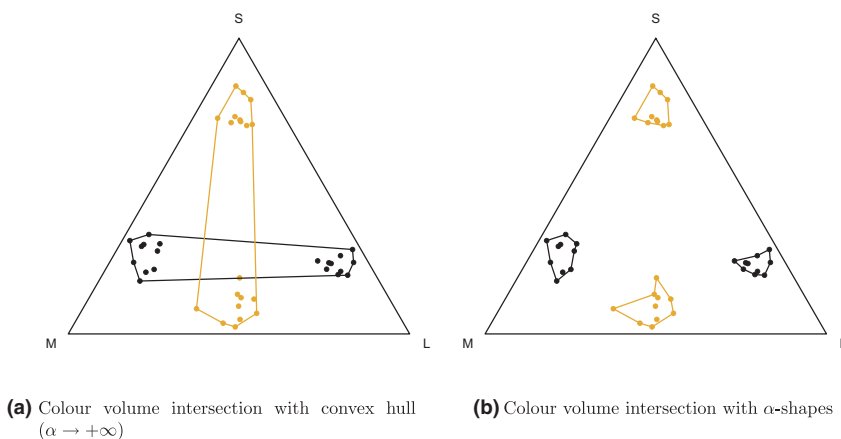 S
S
M
L
M
L
(a) Colour volume intersection with convex hull
(α → +∞)
(b) Colour volume intersection with α-shapes